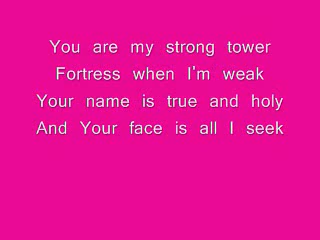 You are my strong tower
Fortress when I'm weak
Your name is true and holy
And Your face is all I seek